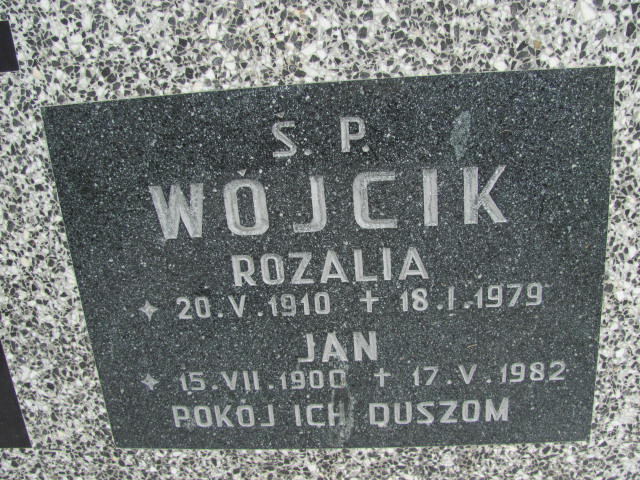 Ś. P.
WÓJCIK
ROZALIA
✦ 20.V.1910 + 18.I.1979
JAN
✦ 15.VII.1900 + 17.V.1982
POKÓJ ICH DUSZOM